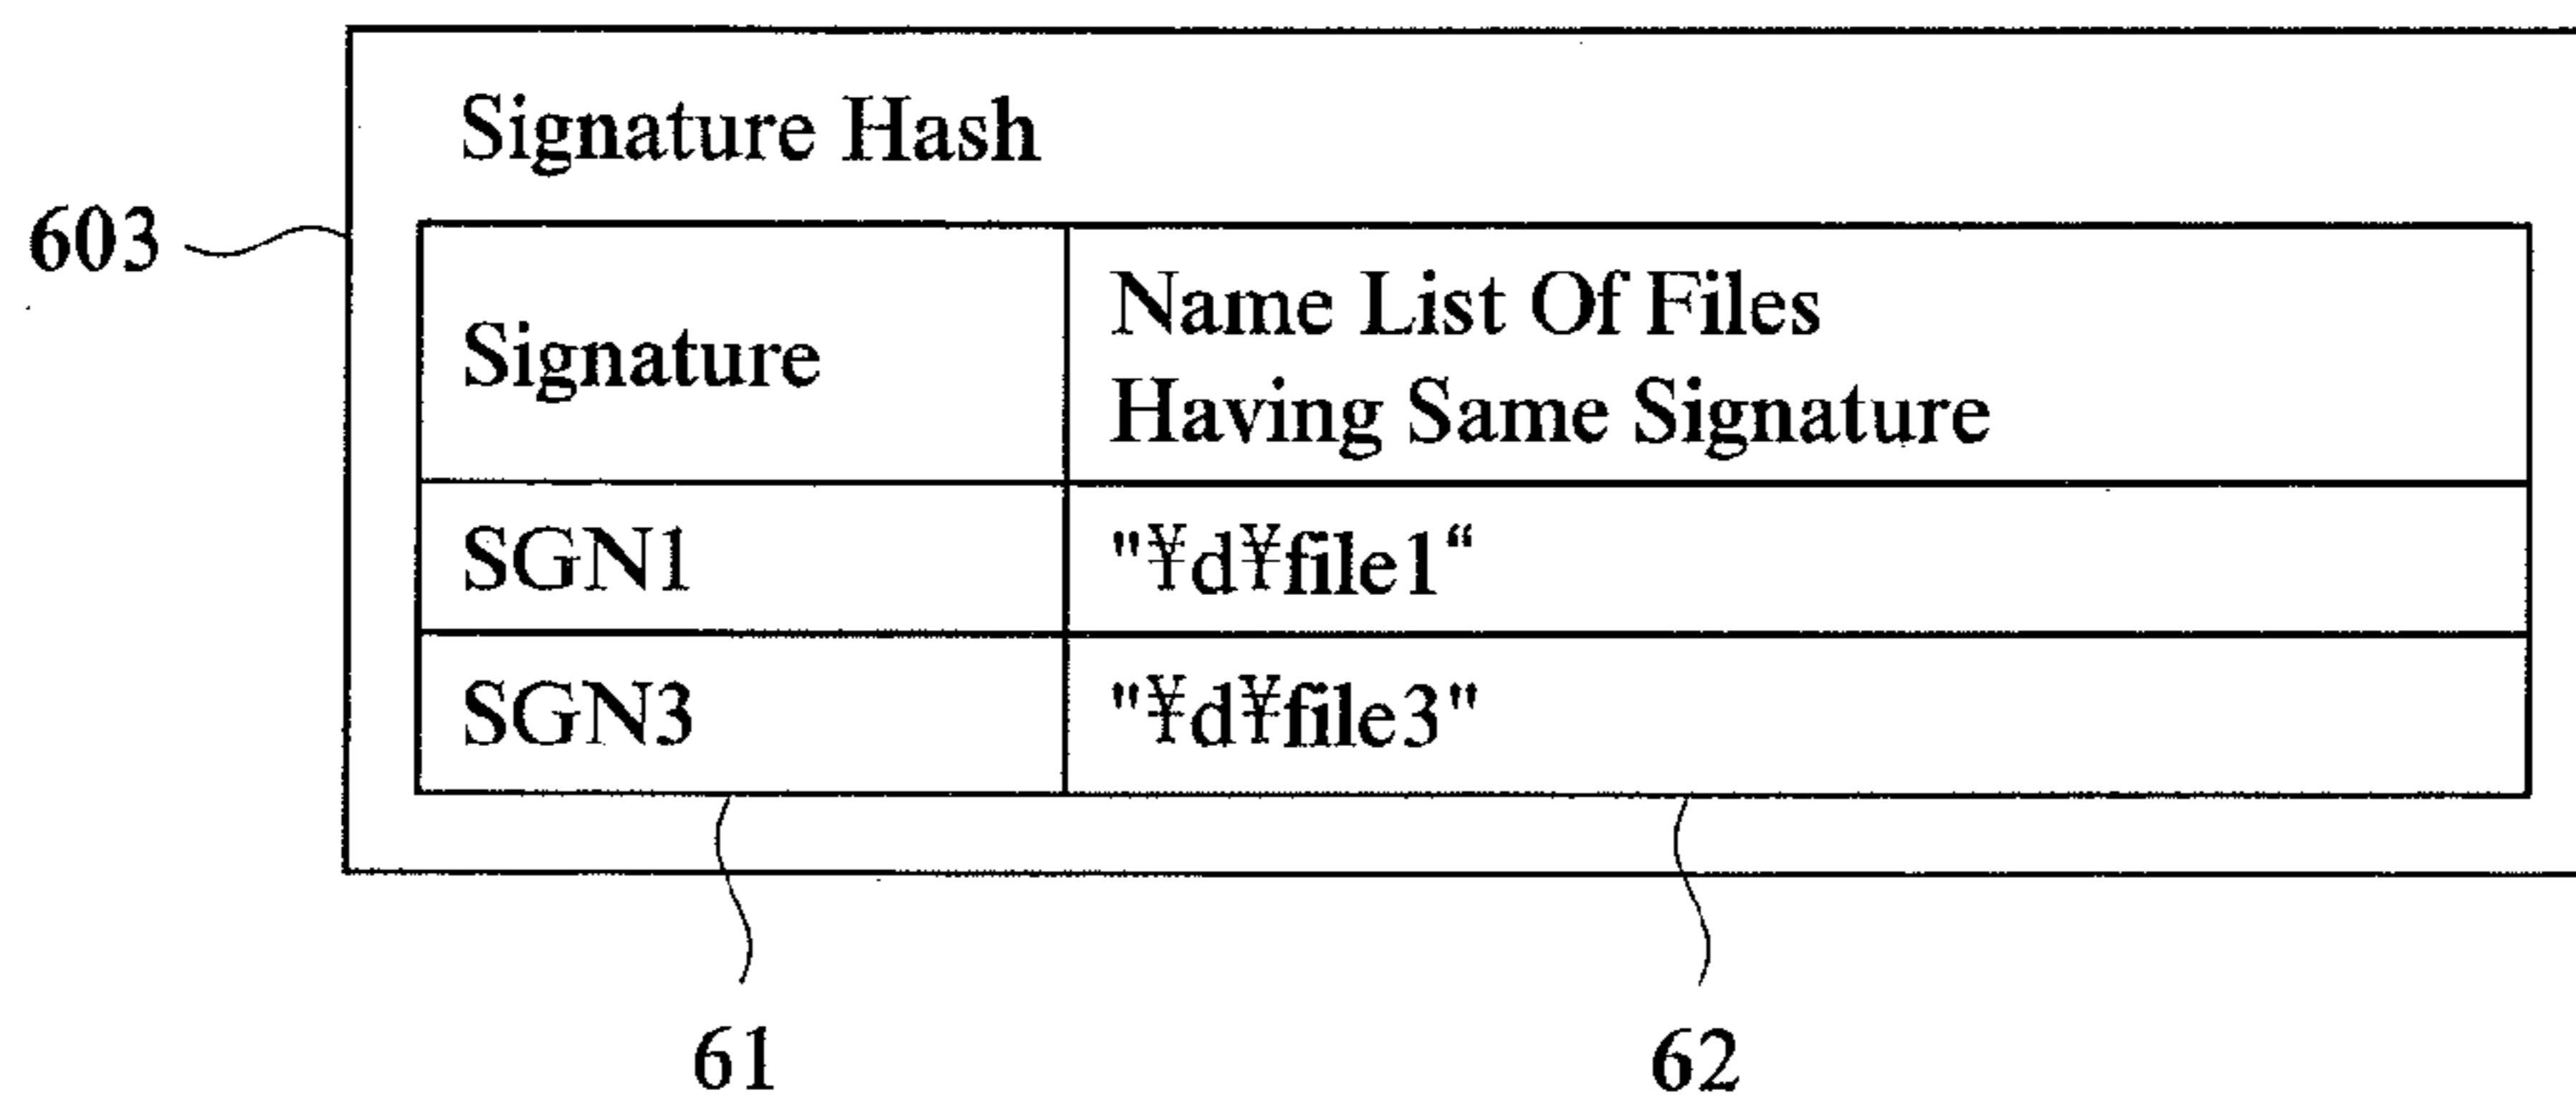 Signature Hash
603
Signature
Name List Of Files
Having Same Signature
SGN1
"¥d¥file1“
SGN3
"¥d¥file3"
61
62